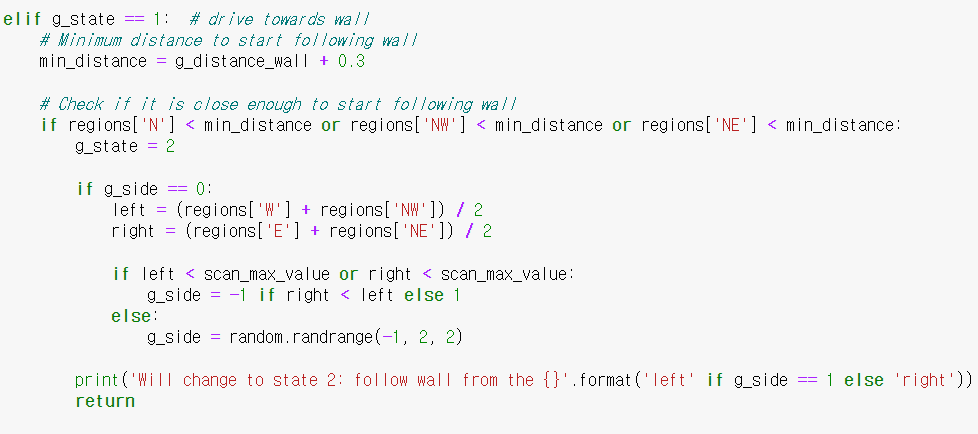 elif g_state == 1:  # drive towards wall
    # Minimum distance to start following wall
    min_distance = g_distance_wall + 0.3

    # Check if it is close enough to start following wall
    if regions['N'] < min_distance or regions['NW'] < min_distance or regions['NE'] < min_distance:
        g_state = 2

        if g_side == 0:
            left = (regions['W'] + regions['NW']) / 2
            right = (regions['E'] + regions['NE']) / 2

            if left < scan_max_value or right < scan_max_value:
                g_side = -1 if right < left else 1
            else:
                g_side = random.randrange(-1, 2, 2)

        print('Will change to state 2: follow wall from the {}'.format('left' if g_side == 1 else 'right'))
        return